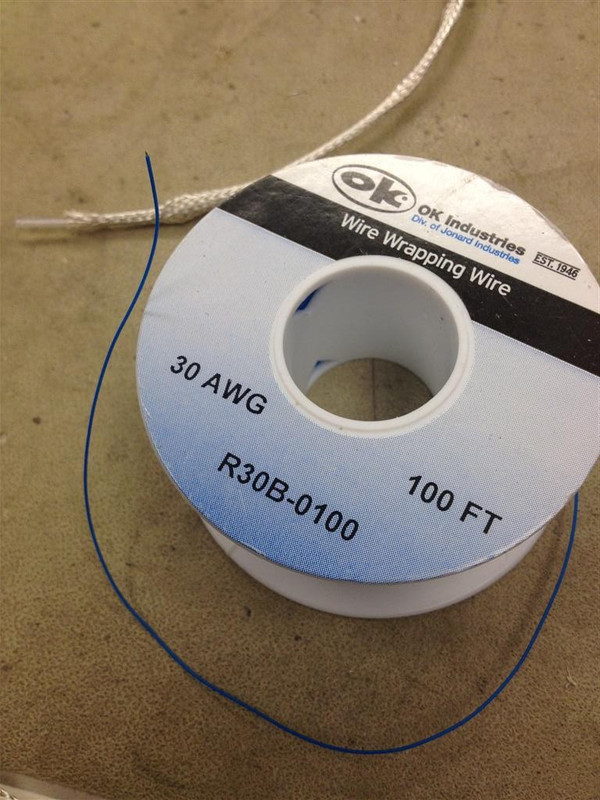 ok
OK Industries
Div. of Jonard Industries
EST. 1946
Wire Wrapping Wire
30 AWG
R30B-0100
100 FT